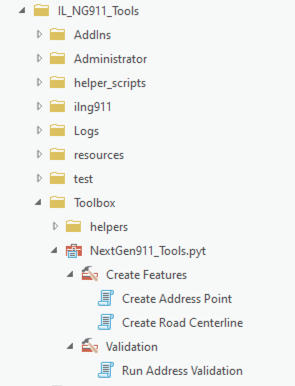 IL_NG911_Tools
AddIns
Administrator
helper_scripts
ilng911
Logs
resources
test
Toolbox
helpers
NextGen911_Tools.pyt
Create Features
Create Address Point
Create Road Centerline
Validation
Run Address Validation